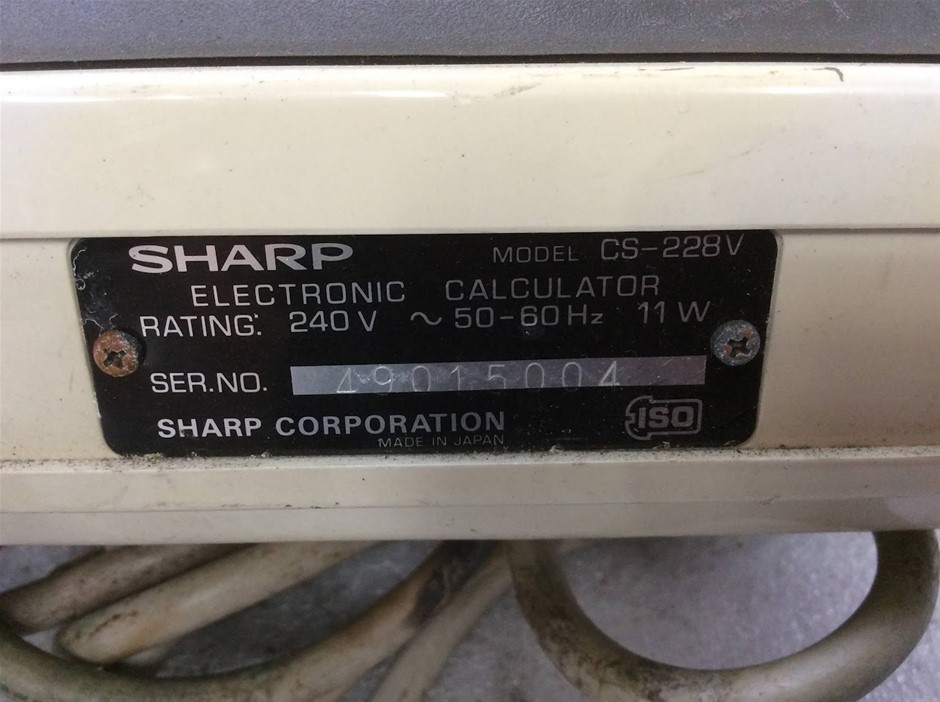 SHARP MODEL CS-228V
ELECTRONIC CALCULATOR
RATING: 240V ~ 50-60Hz 11W
SER.NO. 49015004
SHARP CORPORATION ISO
MADE IN JAPAN